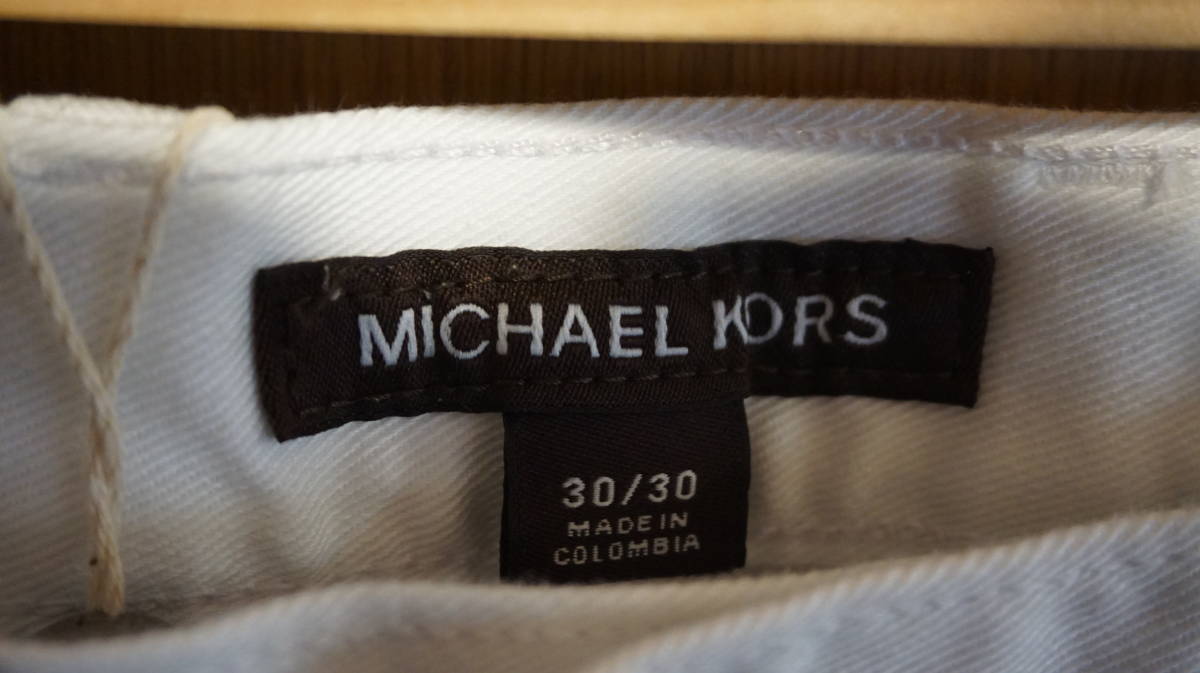 MICHAEL KORS
30/30
MADE IN
COLOMBIA